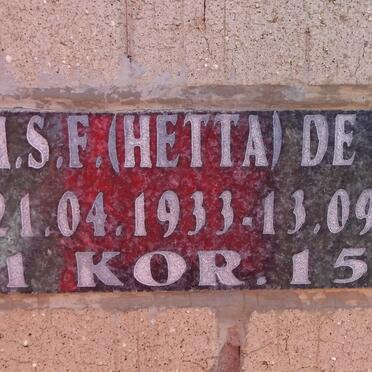 .S.F.(HETTA) DE
21.04.1933-13.09
1 KOR.15